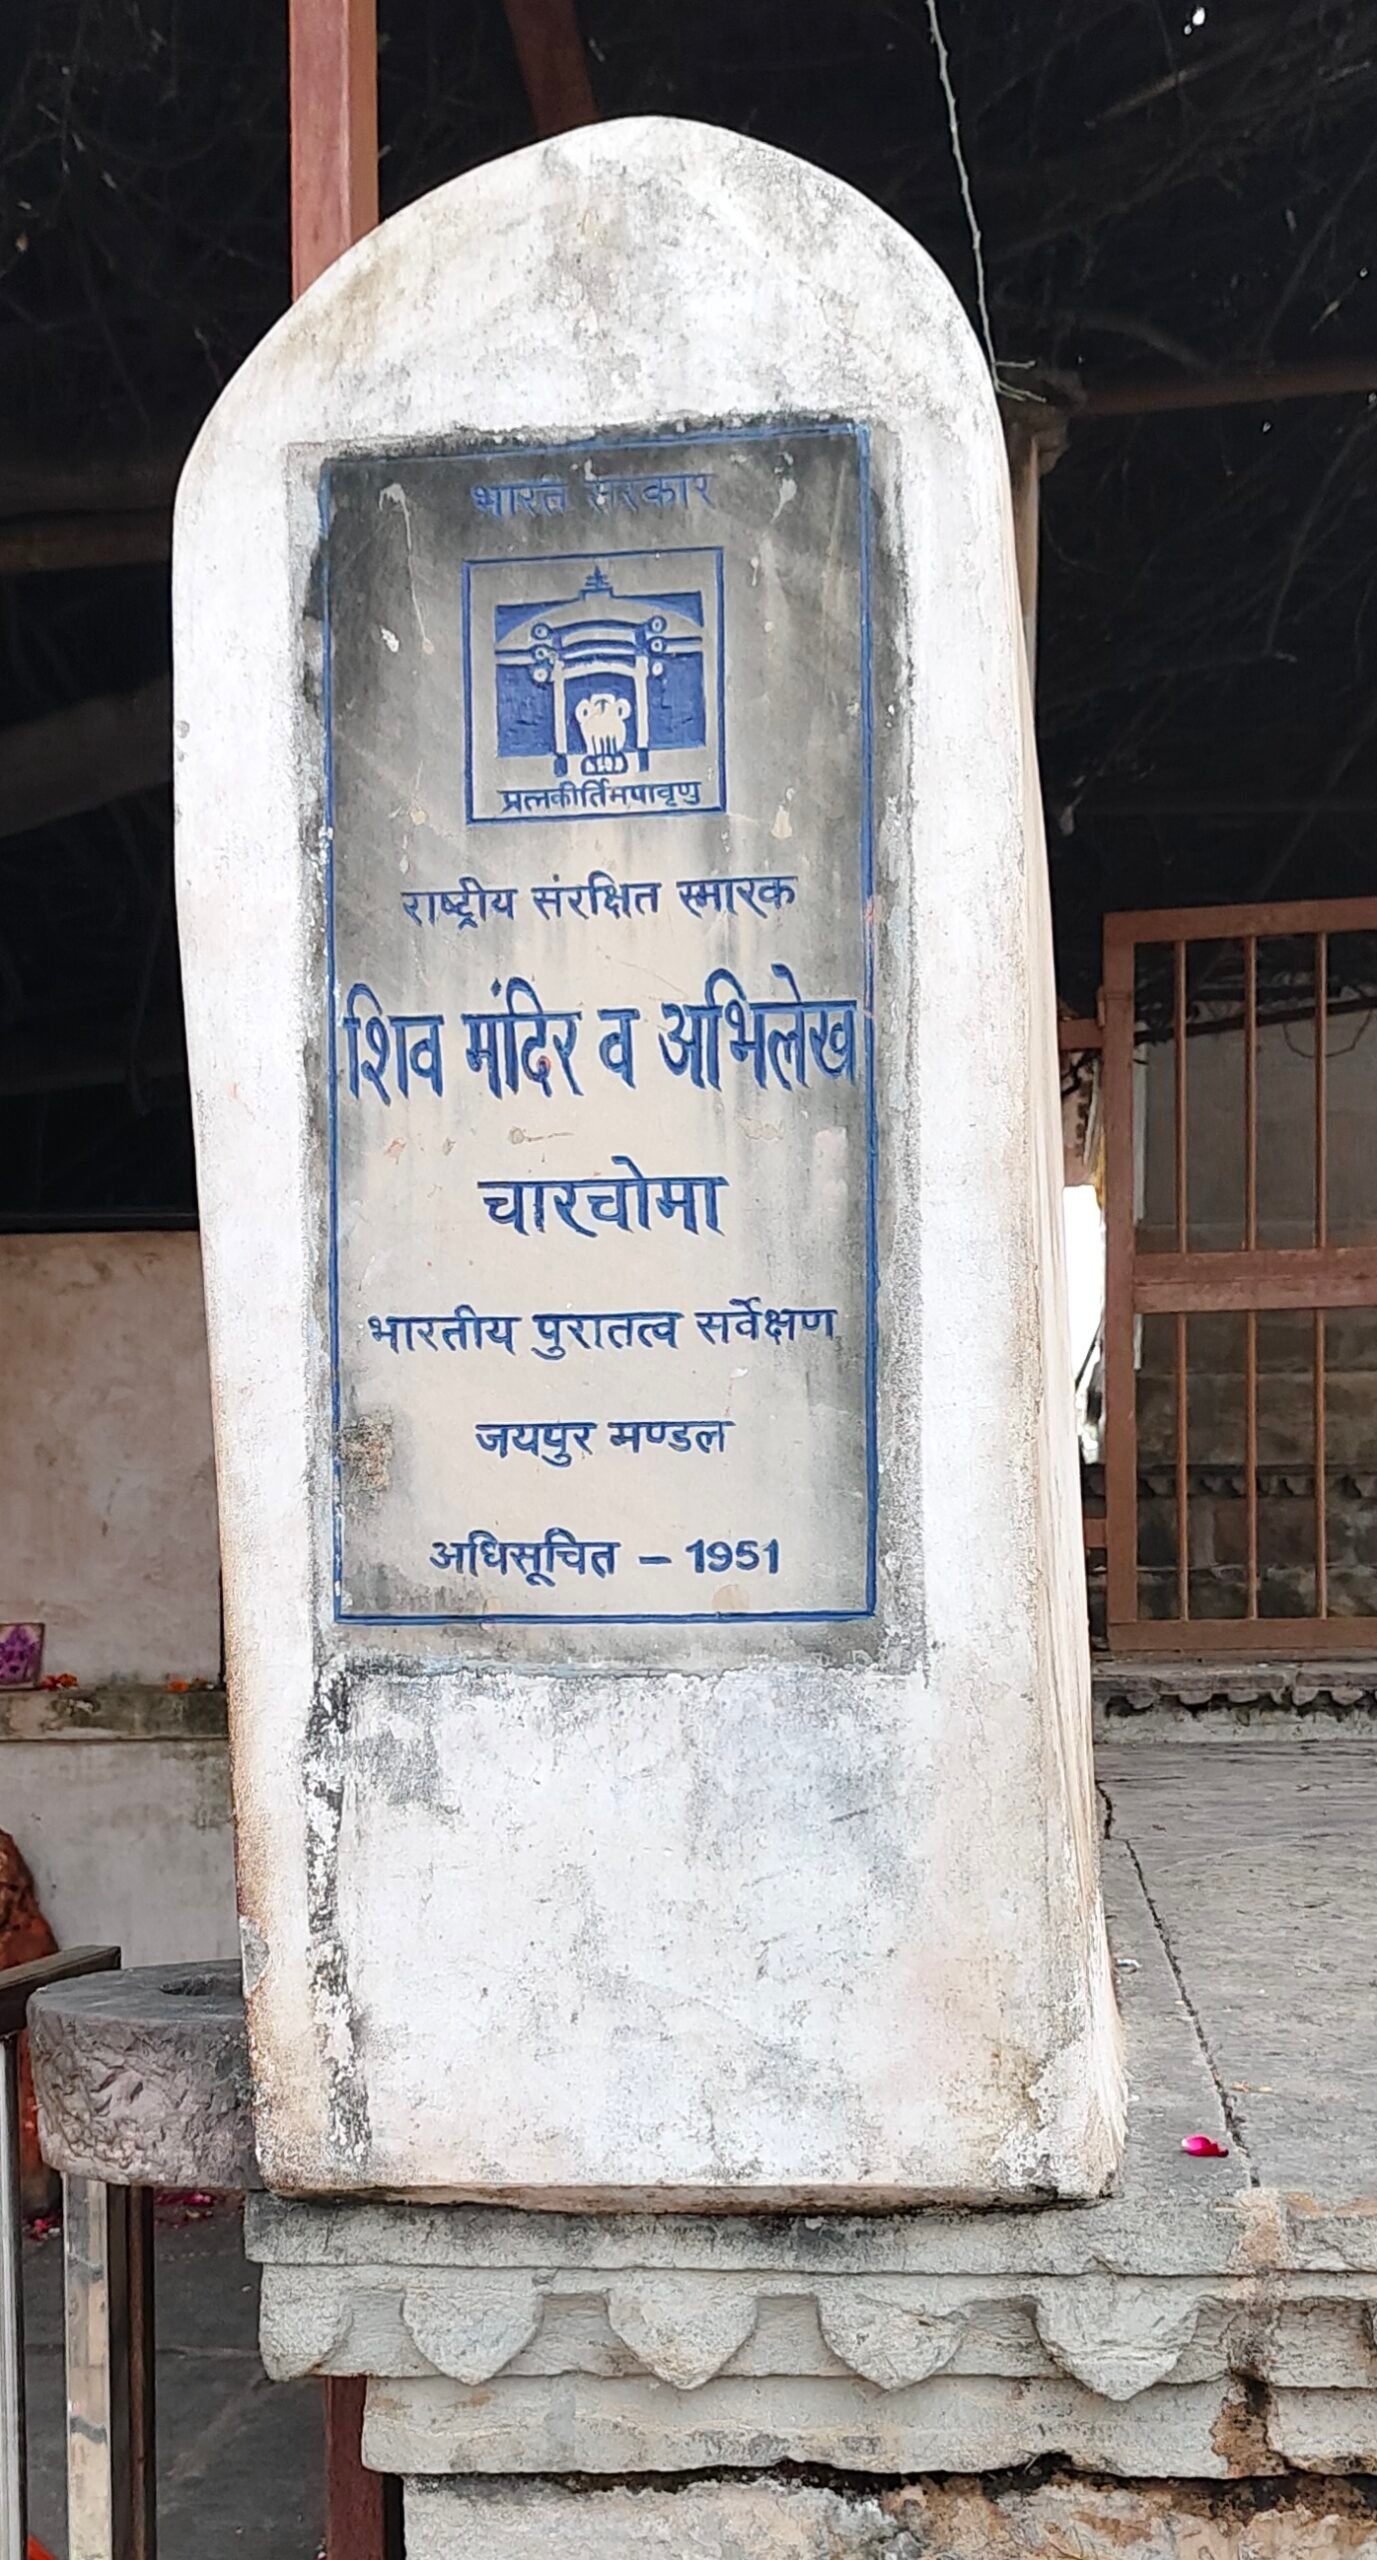 भारत सरकार
प्रत्नकीर्तिमपावृणु
राष्ट्रीय संरक्षित स्मारक
शिव मंदिर व अभिलेख
चारचोमा
भारतीय पुरातत्व सर्वेक्षण
जयपुर मण्डल
अधिसूचित – 1951